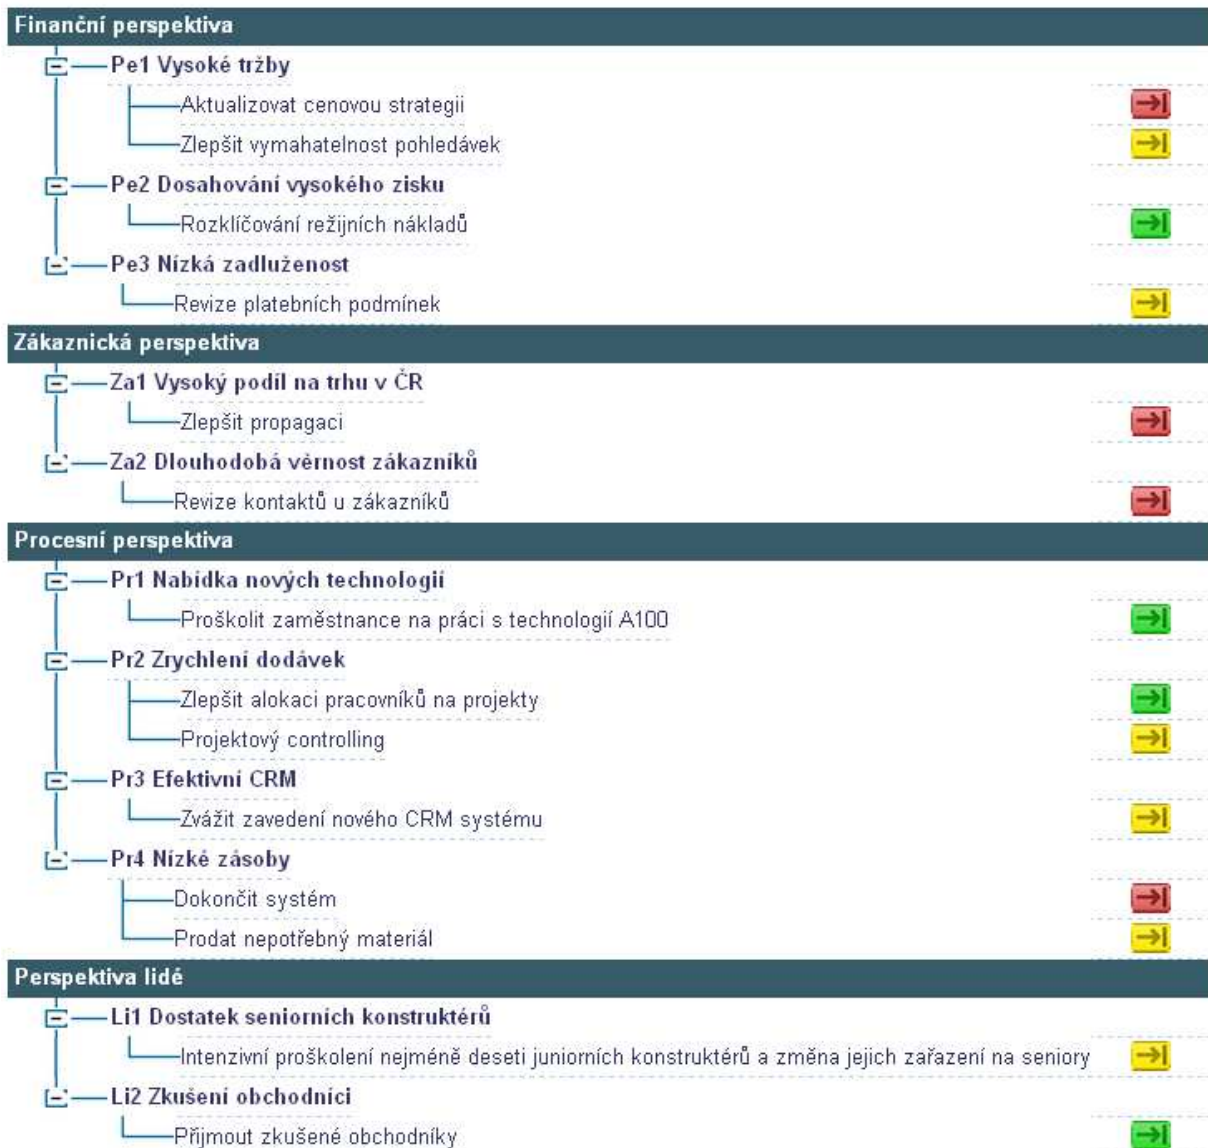 Finanční perspektiva
Pe1 Vysoké tržby
Aktualizovat cenovou strategii
Zlepšit vymahatelnost pohledávek
Pe2 Dosahování vysokého zisku
Rozklíčování režijních nákladů
Pe3 Nízká zadluženost
Revize platebních podmínek
Zákaznická perspektiva
Za1 Vysoký podíl na trhu v ČR
Zlepšit propagaci
Za2 Dlouhodobá věrnost zákazníků
Revize kontaktů u zákazníků
Procesní perspektiva
Pr1 Nabídka nových technologií
Proškolit zaměstnance na práci s technologií A100
Pr2 Zrychlení dodávek
Zlepšit alokaci pracovníků na projekty
Projektový controlling
Pr3 Efektivní CRM
Zvážit zavedení nového CRM systému
Pr4 Nízké zásoby
Dokončit systém
Prodat nepotřebný materiál
Perspektiva lidé
Li1 Dostatek seniorních konstruktérů
Intenzivní proškolení nejméně deseti juniorních konstruktérů a změna jejich zařazení na seniory
Li2 Zkušení obchodníci
Přijmout zkušené obchodníky